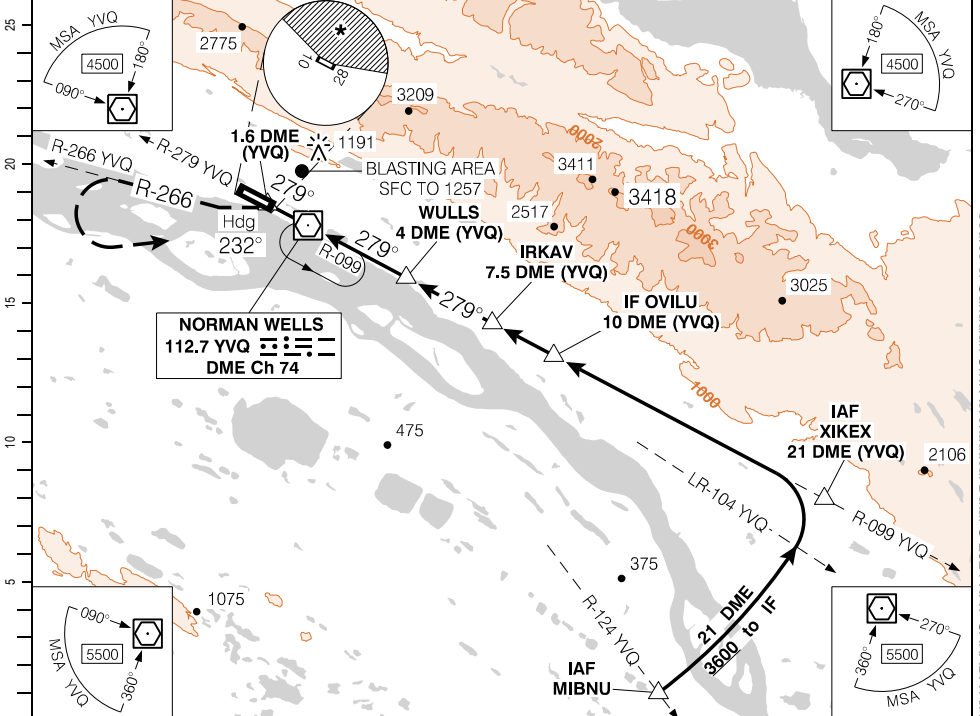 25
20
15
10
5
MSA YVQ
4500
180°
090°
2775
*
10
28
MSA YVQ
4500
180°
270°
3209
2000
1.6 DME
(YVQ)
1191
R-279 YVQ
R-266 YVQ
R-266
279°
BLASTING AREA
SFC TO 1257
3411
3418
2517
3000
Hdg
232°
WULLS
4 DME (YVQ)
279°
R-099
IRKAV
7.5 DME (YVQ)
279°
3025
IF OVILU
10 DME (YVQ)
NORMAN WELLS
112.7 YVQ
DME Ch 74
1000
475
IAF
XIKEX
21 DME (YVQ)
2106
LR-104 YVQ
R-099 YVQ
375
R-124 YVQ
21 DME
3600 to IF
1075
IAF
MIBNU
090°
5500
360°
MSA YVQ
270°
5500
360°
MSA YVQ